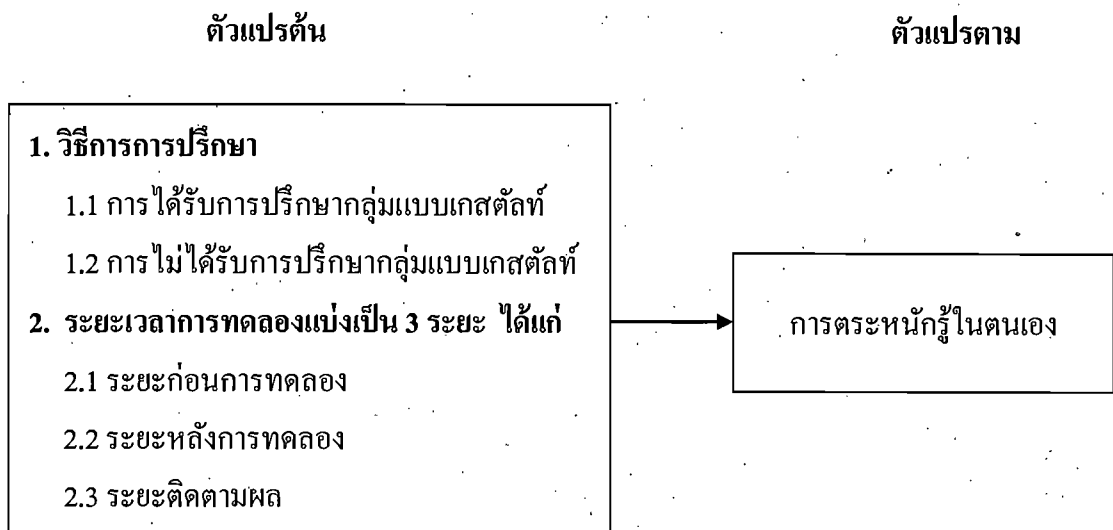 ตัวแปรต้น
ตัวแปรตาม
1. วิธีการการปรึกษา
1.1 การได้รับการปรึกษากลุ่มแบบเกสตัลท์
1.2 การไม่ได้รับการปรึกษากลุ่มแบบเกสตัลท์
2. ระยะเวลาการทดลองแบ่งเป็น 3 ระยะ ได้แก่
2.1 ระยะก่อนการทดลอง
2.2 ระยะหลังการทดลอง
2.3 ระยะติดตามผล
การตระหนักรู้ในตนเอง